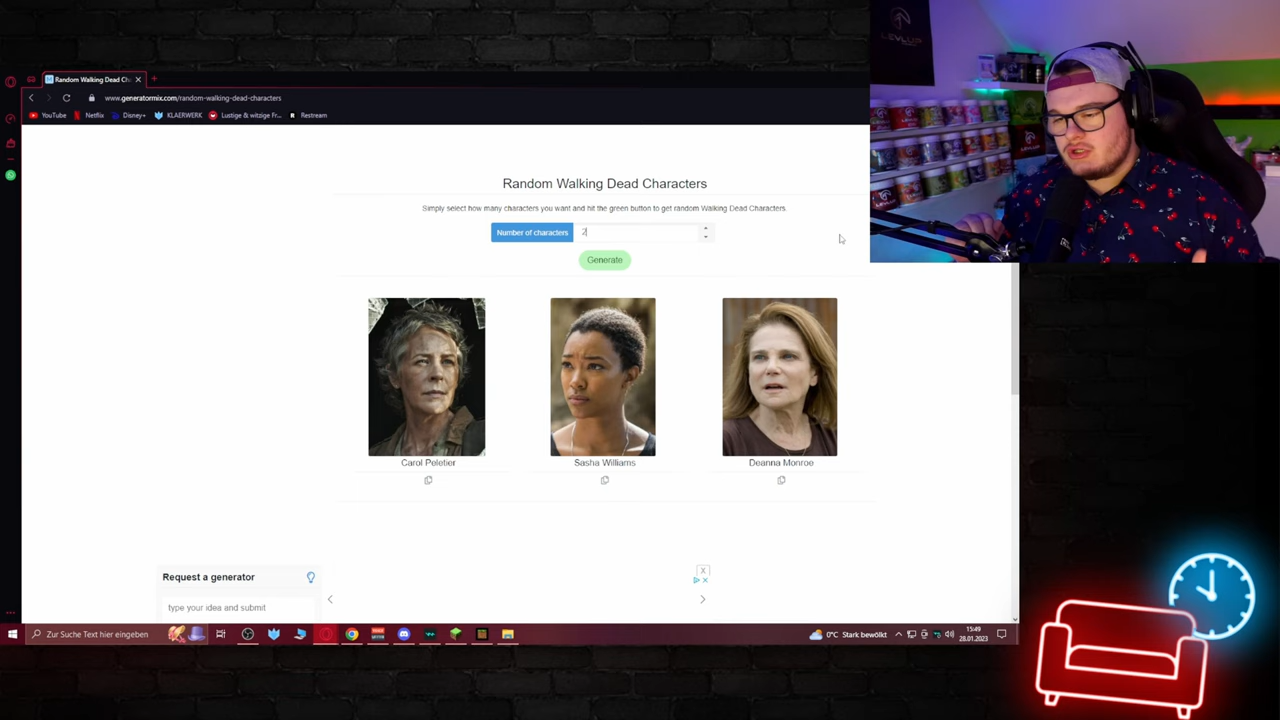 Random Walking Dead Ch
www.generatormix.com/random-walking-dead-characters
YouTube
Netflix
Disney+
KLAERWERK
Lustige & witzige Fr...
Restream
Random Walking Dead Characters
Simply select how many characters you want and hit the green button to get random Walking Dead Characters.
Number of characters 2
Generate
Carol Peletier
Sasha Williams
Deanna Monroe
Request a generator
type your idea and submit
X
Zur Suche Text hier eingeben
0°C Stark bewölkt
15:49
28.01.2023
LEVLUP